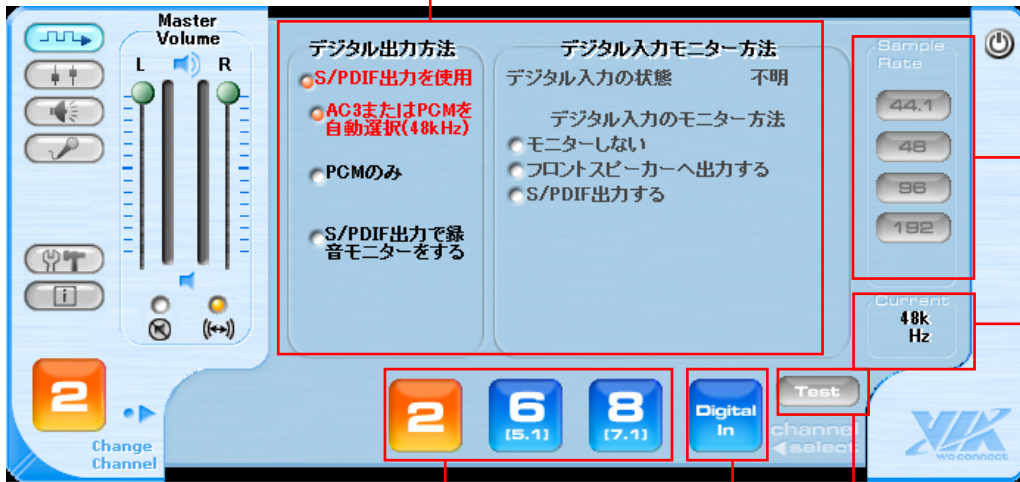 Master
Volume
L R
デジタル出力方法
S/PDIF出力を使用
AC3またはPCMを
自動選択(48kHz)
PCMのみ
S/PDIF出力で録
音モニターをする
デジタル入力モニター方法
デジタル入力の状態 不明
デジタル入力のモニター方法
モニターしない
フロントスピーカーへ出力する
S/PDIF出力する
Sample
Rate
44.1
48
96
192
Current
48k
Hz
2
Change
Channel
2
6
[5.1]
8
[7.1]
Digital
In
Test
channel
select
VIA
we connect